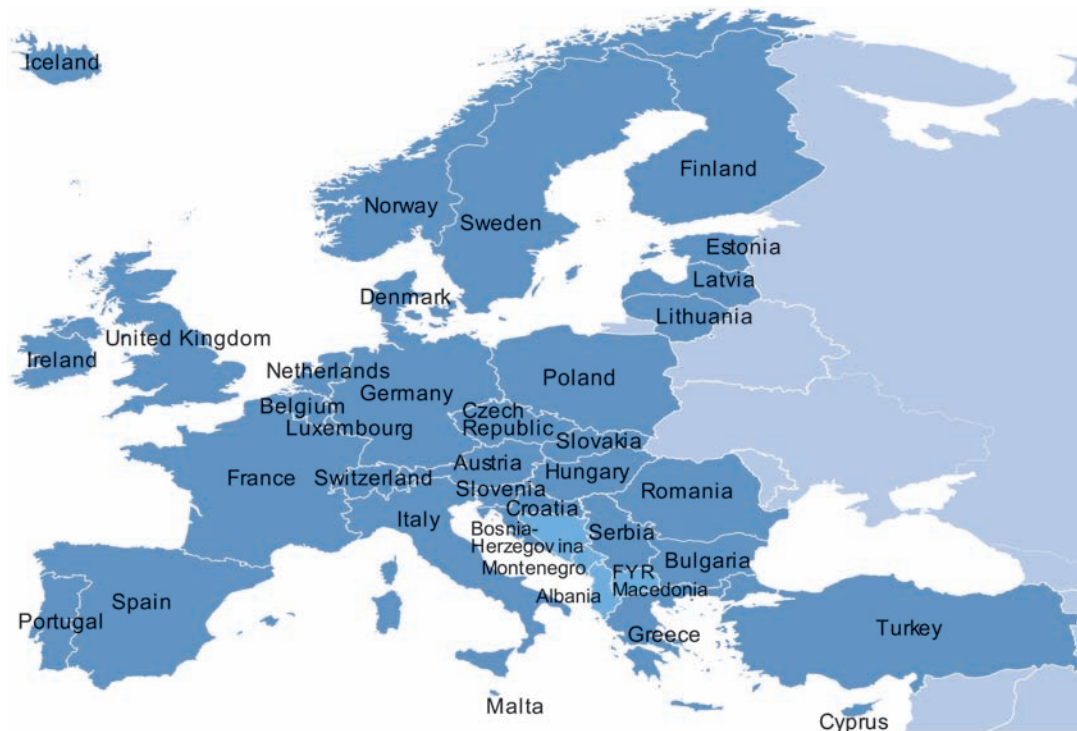 Iceland
Finland
Norway
Sweden
Estonia
Latvia
Denmark
Lithuania
United Kingdom
Ireland
Netherlands
Poland
Germany
Belgium
Czech
Republic
Luxembourg
Slovakia
Austria
Hungary
France
Switzerland
Slovenia
Romania
Croatia
Italy
Bosnia-
Herzegovina
Serbia
Bulgaria
Montenegro
FYR
Macedonia
Albania
Spain
Portugal
Greece
Turkey
Malta
Cyprus